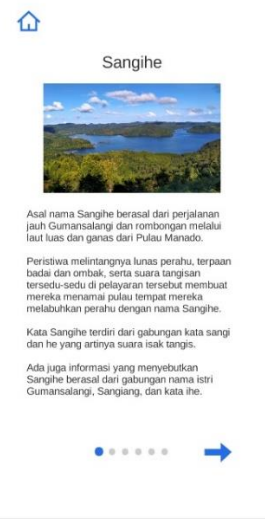 Sangihe
Asal nama Sangihe berasal dari perjalanan
jauh Gumansalangi dan rombongan melalui
laut luas dan ganas dari Pulau Manado.
Peristiwa melintangnya lunas perahu, terpaan
badai dan ombak, serta suara tangisan
tersedu-sedu di pelayaran tersebut membuat
mereka menamai pulau tempat mereka
melabuhkan perahu dengan nama Sangihe.
Kata Sangihe terdiri dari gabungan kata sangi
dan he yang artinya suara isak tangis.
Ada juga informasi yang menyebutkan
Sangihe berasal dari gabungan nama istri
Gumansalangi, Sangiang, dan kata ihe.